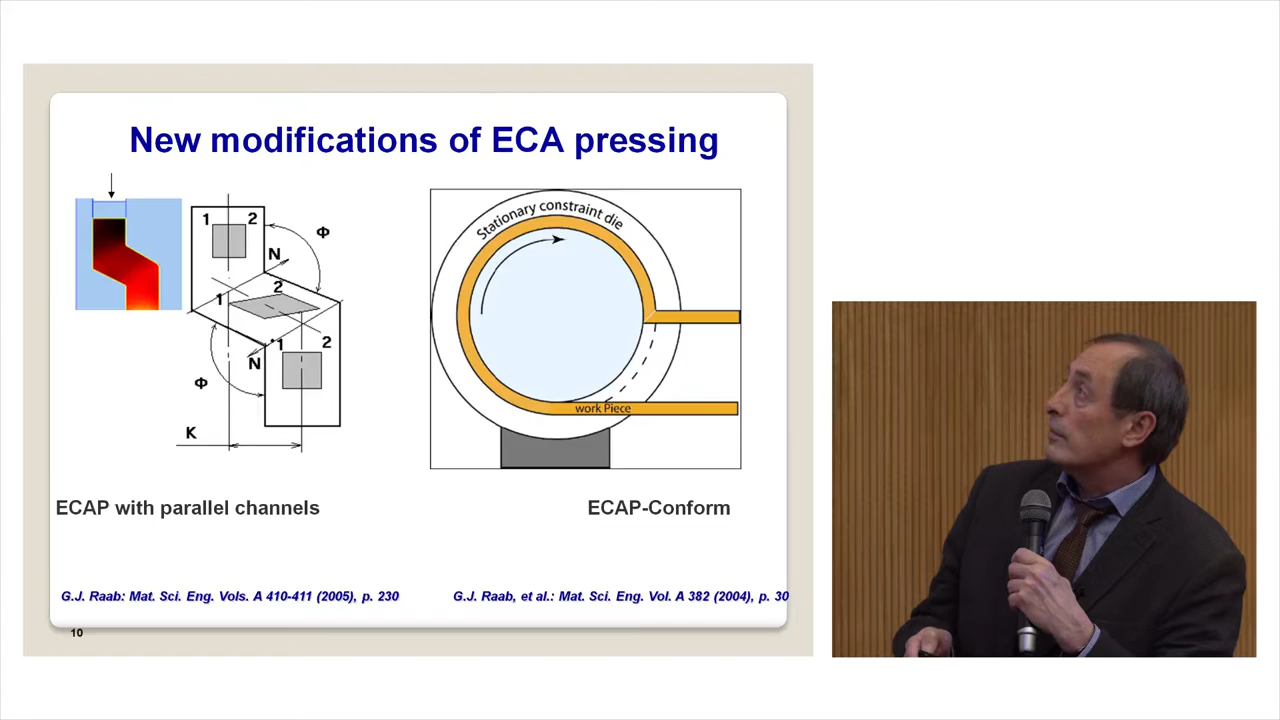 New modifications of ECA pressing
1 2
Φ
N
2
1
1 2
N
Φ
K
Stationary constraint die
work Piece
ECAP with parallel channels
ECAP-Conform
G.J. Raab: Mat. Sci. Eng. Vols. A 410-411 (2005), p. 230
G.J. Raab, et al.: Mat. Sci. Eng. Vol. A 382 (2004), p. 30
10